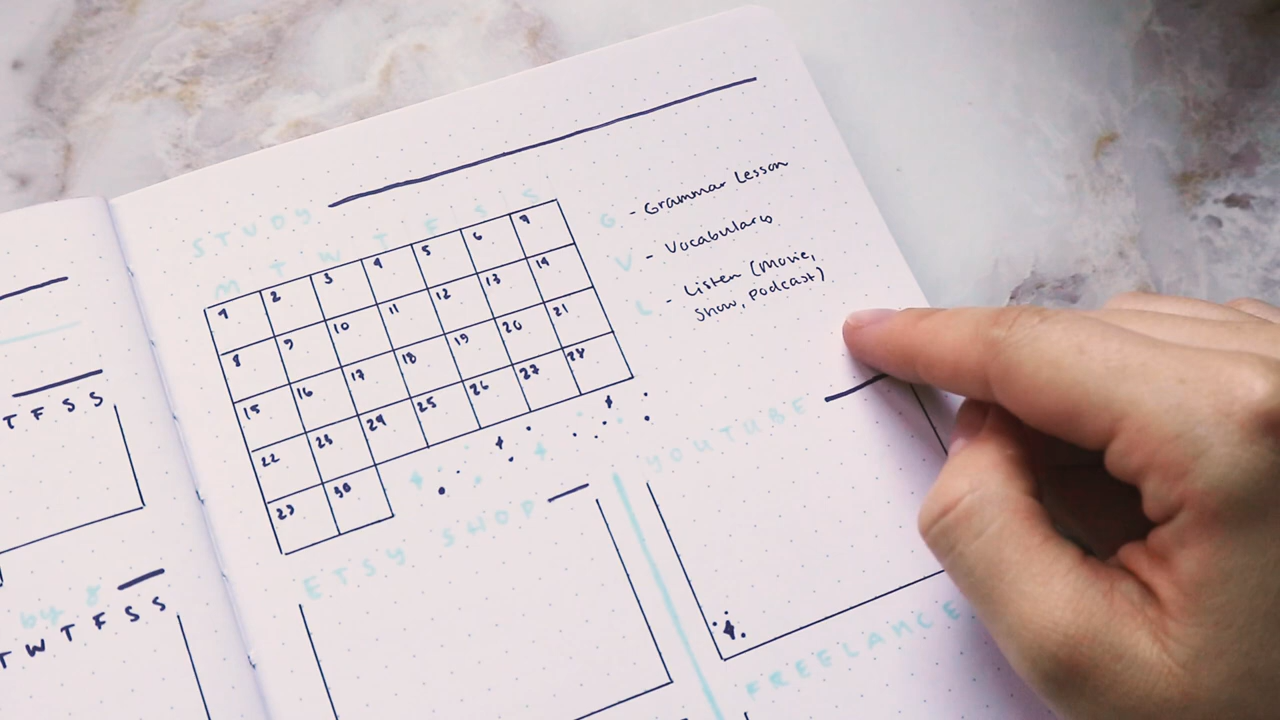 STUDY
M T W T F S S
1 2 3 4 5 6 7
8 9 10 11 12 13 14
15 16 17 18 19 20 21
22 23 24 25 26 27 28
29 30
G - Grammar Lesson
V - Vocabulary
L - Listen (Movie,
Show, podcast)
YOUTUBE
ETSY SHOP
FREELANCE
T F S S
by 8
T W T F S S